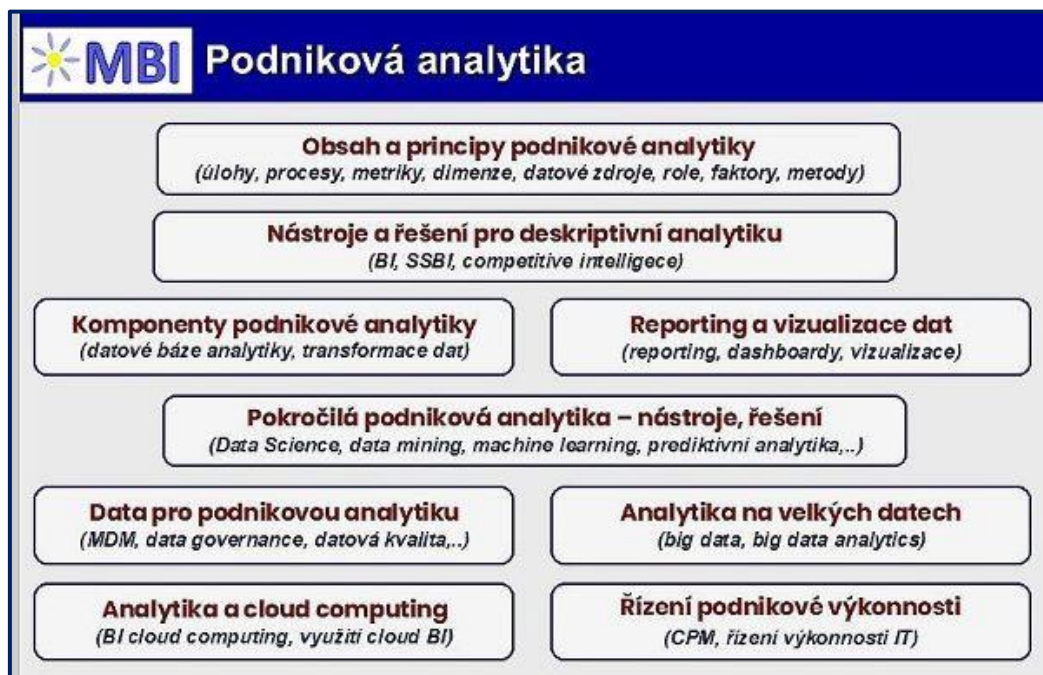 MBI Podniková analytika
Obsah a principy podnikové analytiky
(úlohy, procesy, metriky, dimenze, datové zdroje, role, faktory, metody)
Nástroje a řešení pro deskriptivní analytiku
(BI, SSBI, competitive intelligece)
Komponenty podnikové analytiky
(datové báze analytiky, transformace dat)
Reporting a vizualizace dat
(reporting, dashboardy, vizualizace)
Pokročilá podniková analytika – nástroje, řešení
(Data Science, data mining, machine learning, prediktivní analytika,..)
Data pro podnikovou analytiku
(MDM, data governance, datová kvalita,..)
Analytika na velkých datech
(big data, big data analytics)
Analytika a cloud computing
(BI cloud computing, využití cloud BI)
Řízení podnikové výkonnosti
(CPM, řízení výkonnosti IT)